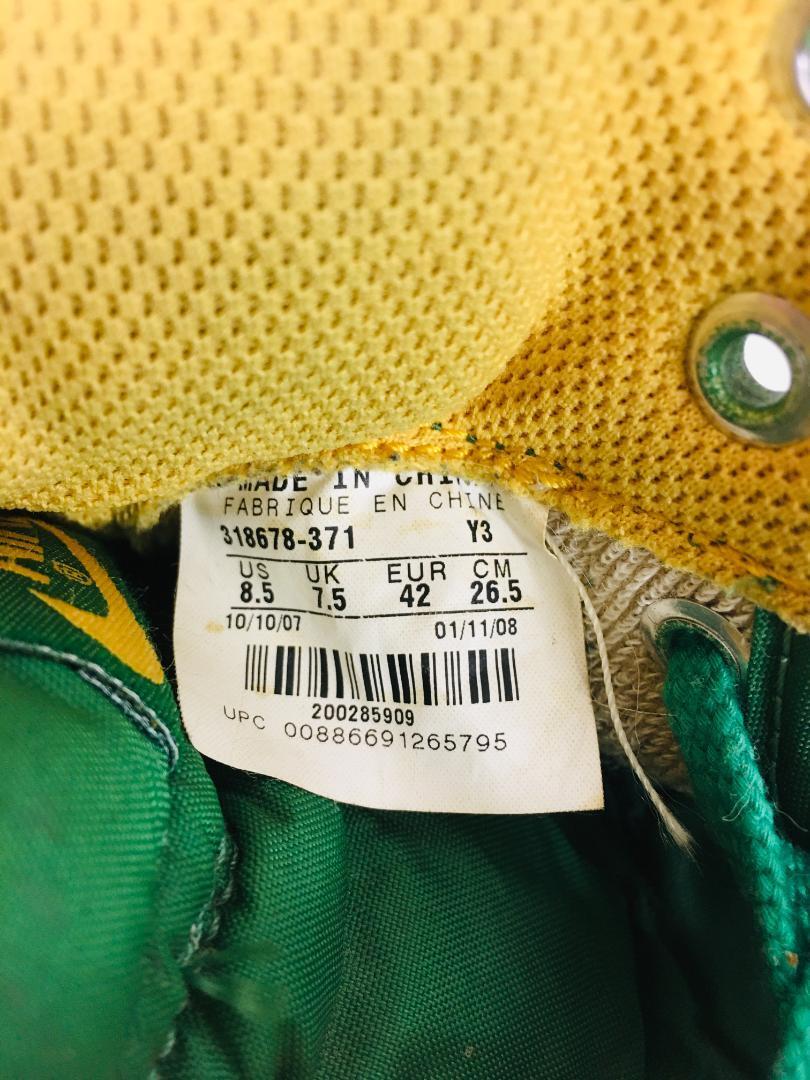 MADE IN CHINA
FABRIQUE EN CHINE
318678-371 Y3
US UK EUR CM
8.5 7.5 42 26.5
10/10/07 01/11/08
200285909
UPC 00886691265795